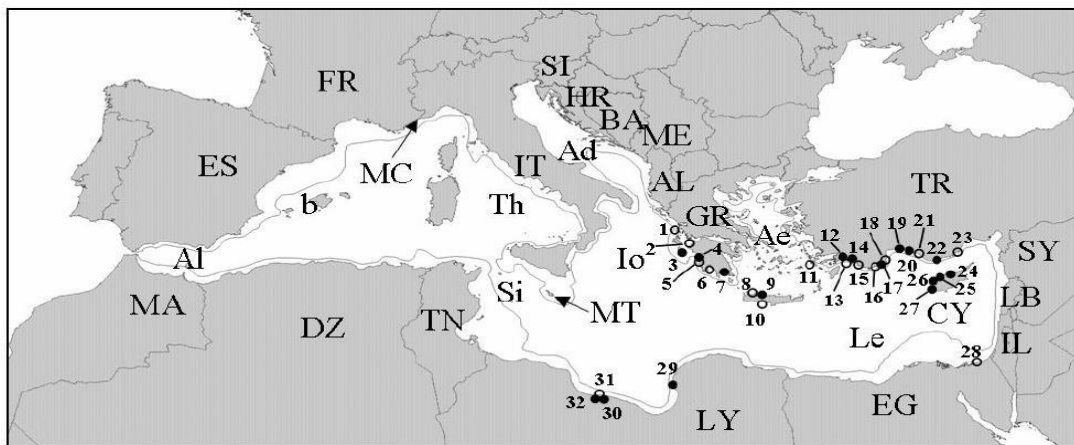 SI
FR
HR
BA
ME
MC
IT
Ad
ES
AL
TR
b
Th
GR
18 19 21
1
12 14 22 23
Ae
SY
Al
Io 2 4
3
11
20
24
5 6 7
8 9
13 15 16 17
26 25
27
LB
Si
10
CY
MA
DZ
TN
MT
Le
IL
28
29
31
32 30
LY
EG